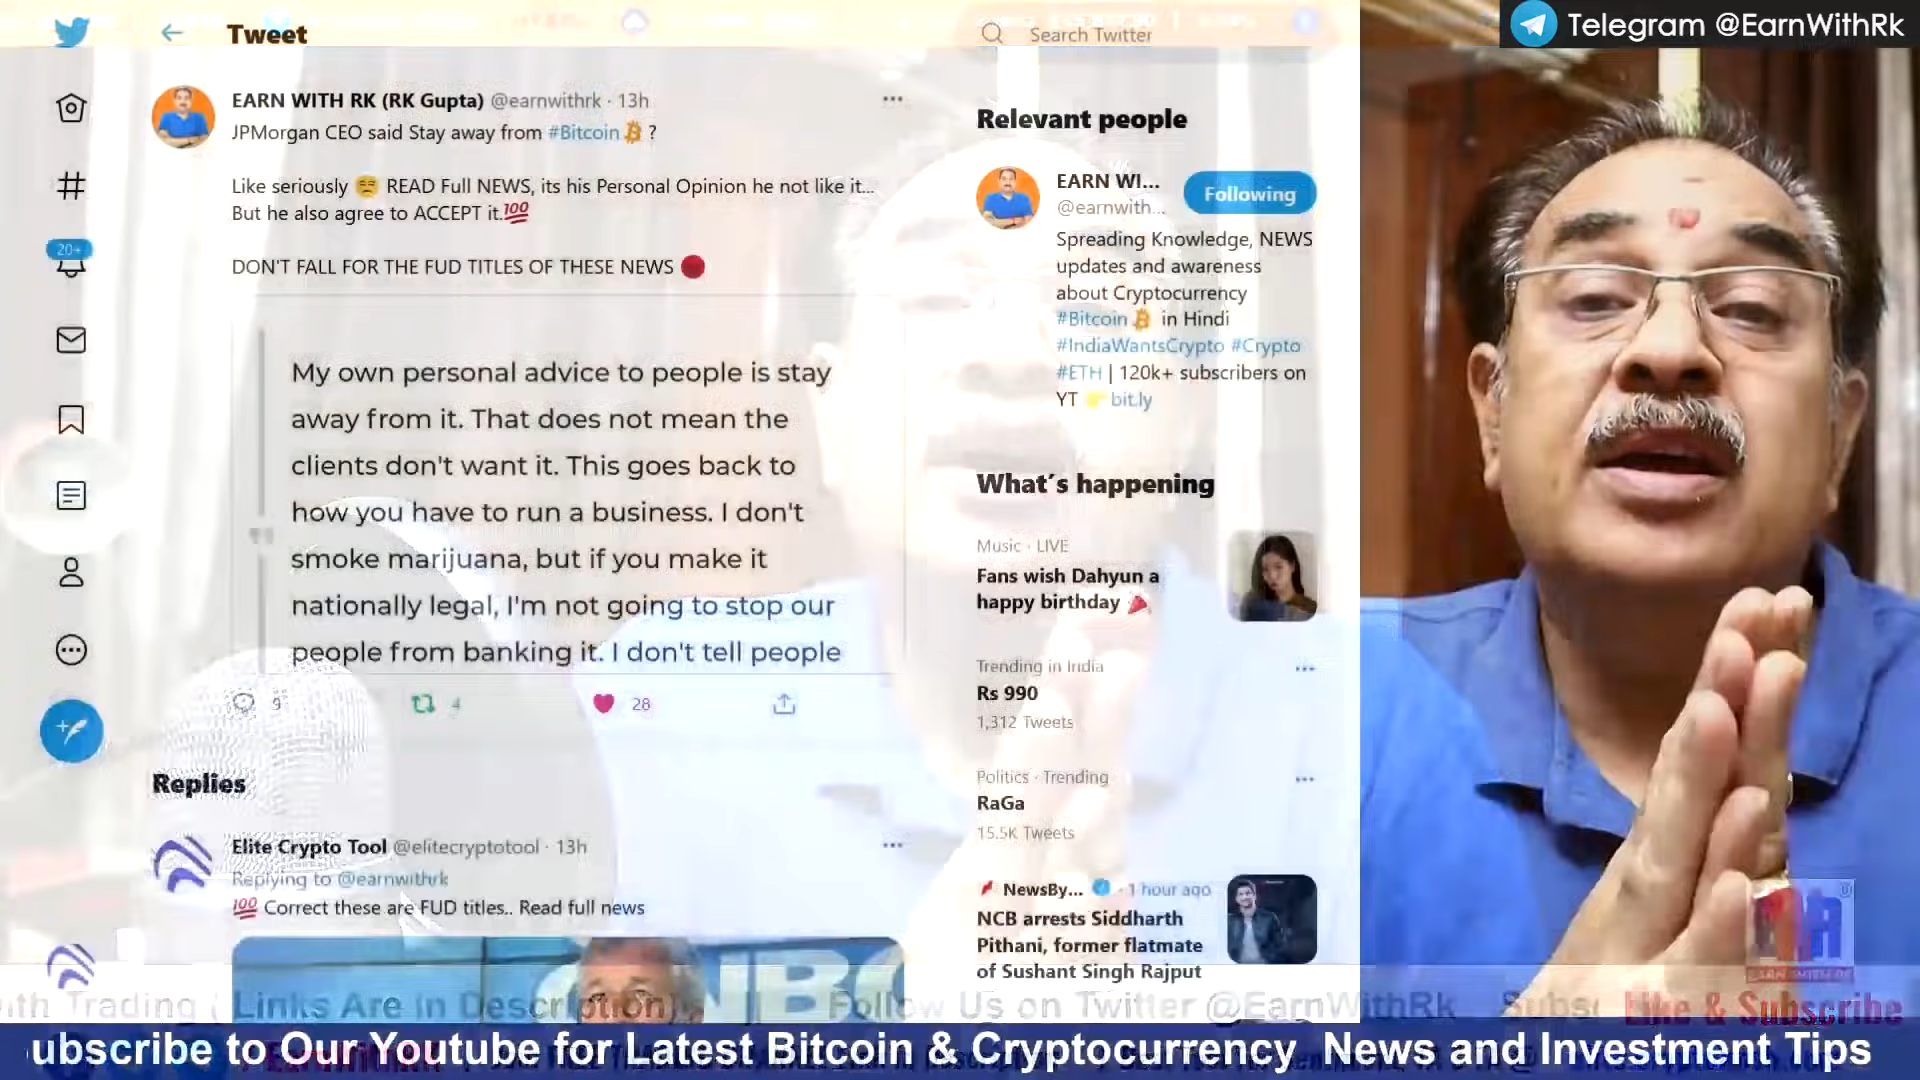 Tweet
Search Twitter
Telegram @EarnWithRk
EARN WITH RK (RK Gupta) @earnwithrk · 13h
JPMorgan CEO said Stay away from #Bitcoin ?
Like seriously READ Full NEWS, its his Personal Opinion he not like it...
But he also agree to ACCEPT it.💯
DON'T FALL FOR THE FUD TITLES OF THESE NEWS
20+
My own personal advice to people is stay
away from it. That does not mean the
clients don't want it. This goes back to
how you have to run a business. I don't
smoke marijuana, but if you make it
nationally legal, I'm not going to stop our
people from banking it. I don't tell people
9 4 28
Replies
Elite Crypto Tool @elitecryptotool · 13h
Replying to @earnwithrk
💯 Correct these are FUD titles.. Read full news
Relevant people
EARN WI...
@earnwith...
Following
Spreading Knowledge, NEWS
updates and awareness
about Cryptocurrency
#Bitcoin in Hindi
#IndiaWantsCrypto #Crypto
#ETH | 120k+ subscribers on
YT bit.ly
What's happening
Music · LIVE
Fans wish Dahyun a
happy birthday
Trending in India
Rs 990
1,312 Tweets
Politics · Trending
RaGa
15.5K Tweets
NewsBy... · 1 hour ago
NCB arrests Siddharth
Pithani, former flatmate
of Sushant Singh Rajput
ith Trading ( Links Are in Description) || Follow Us on Twitter @EarnWithRk Subs
Like & Subscribe
ubscribe to Our Youtube for Latest Bitcoin & Cryptocurrency News and Investment Tips